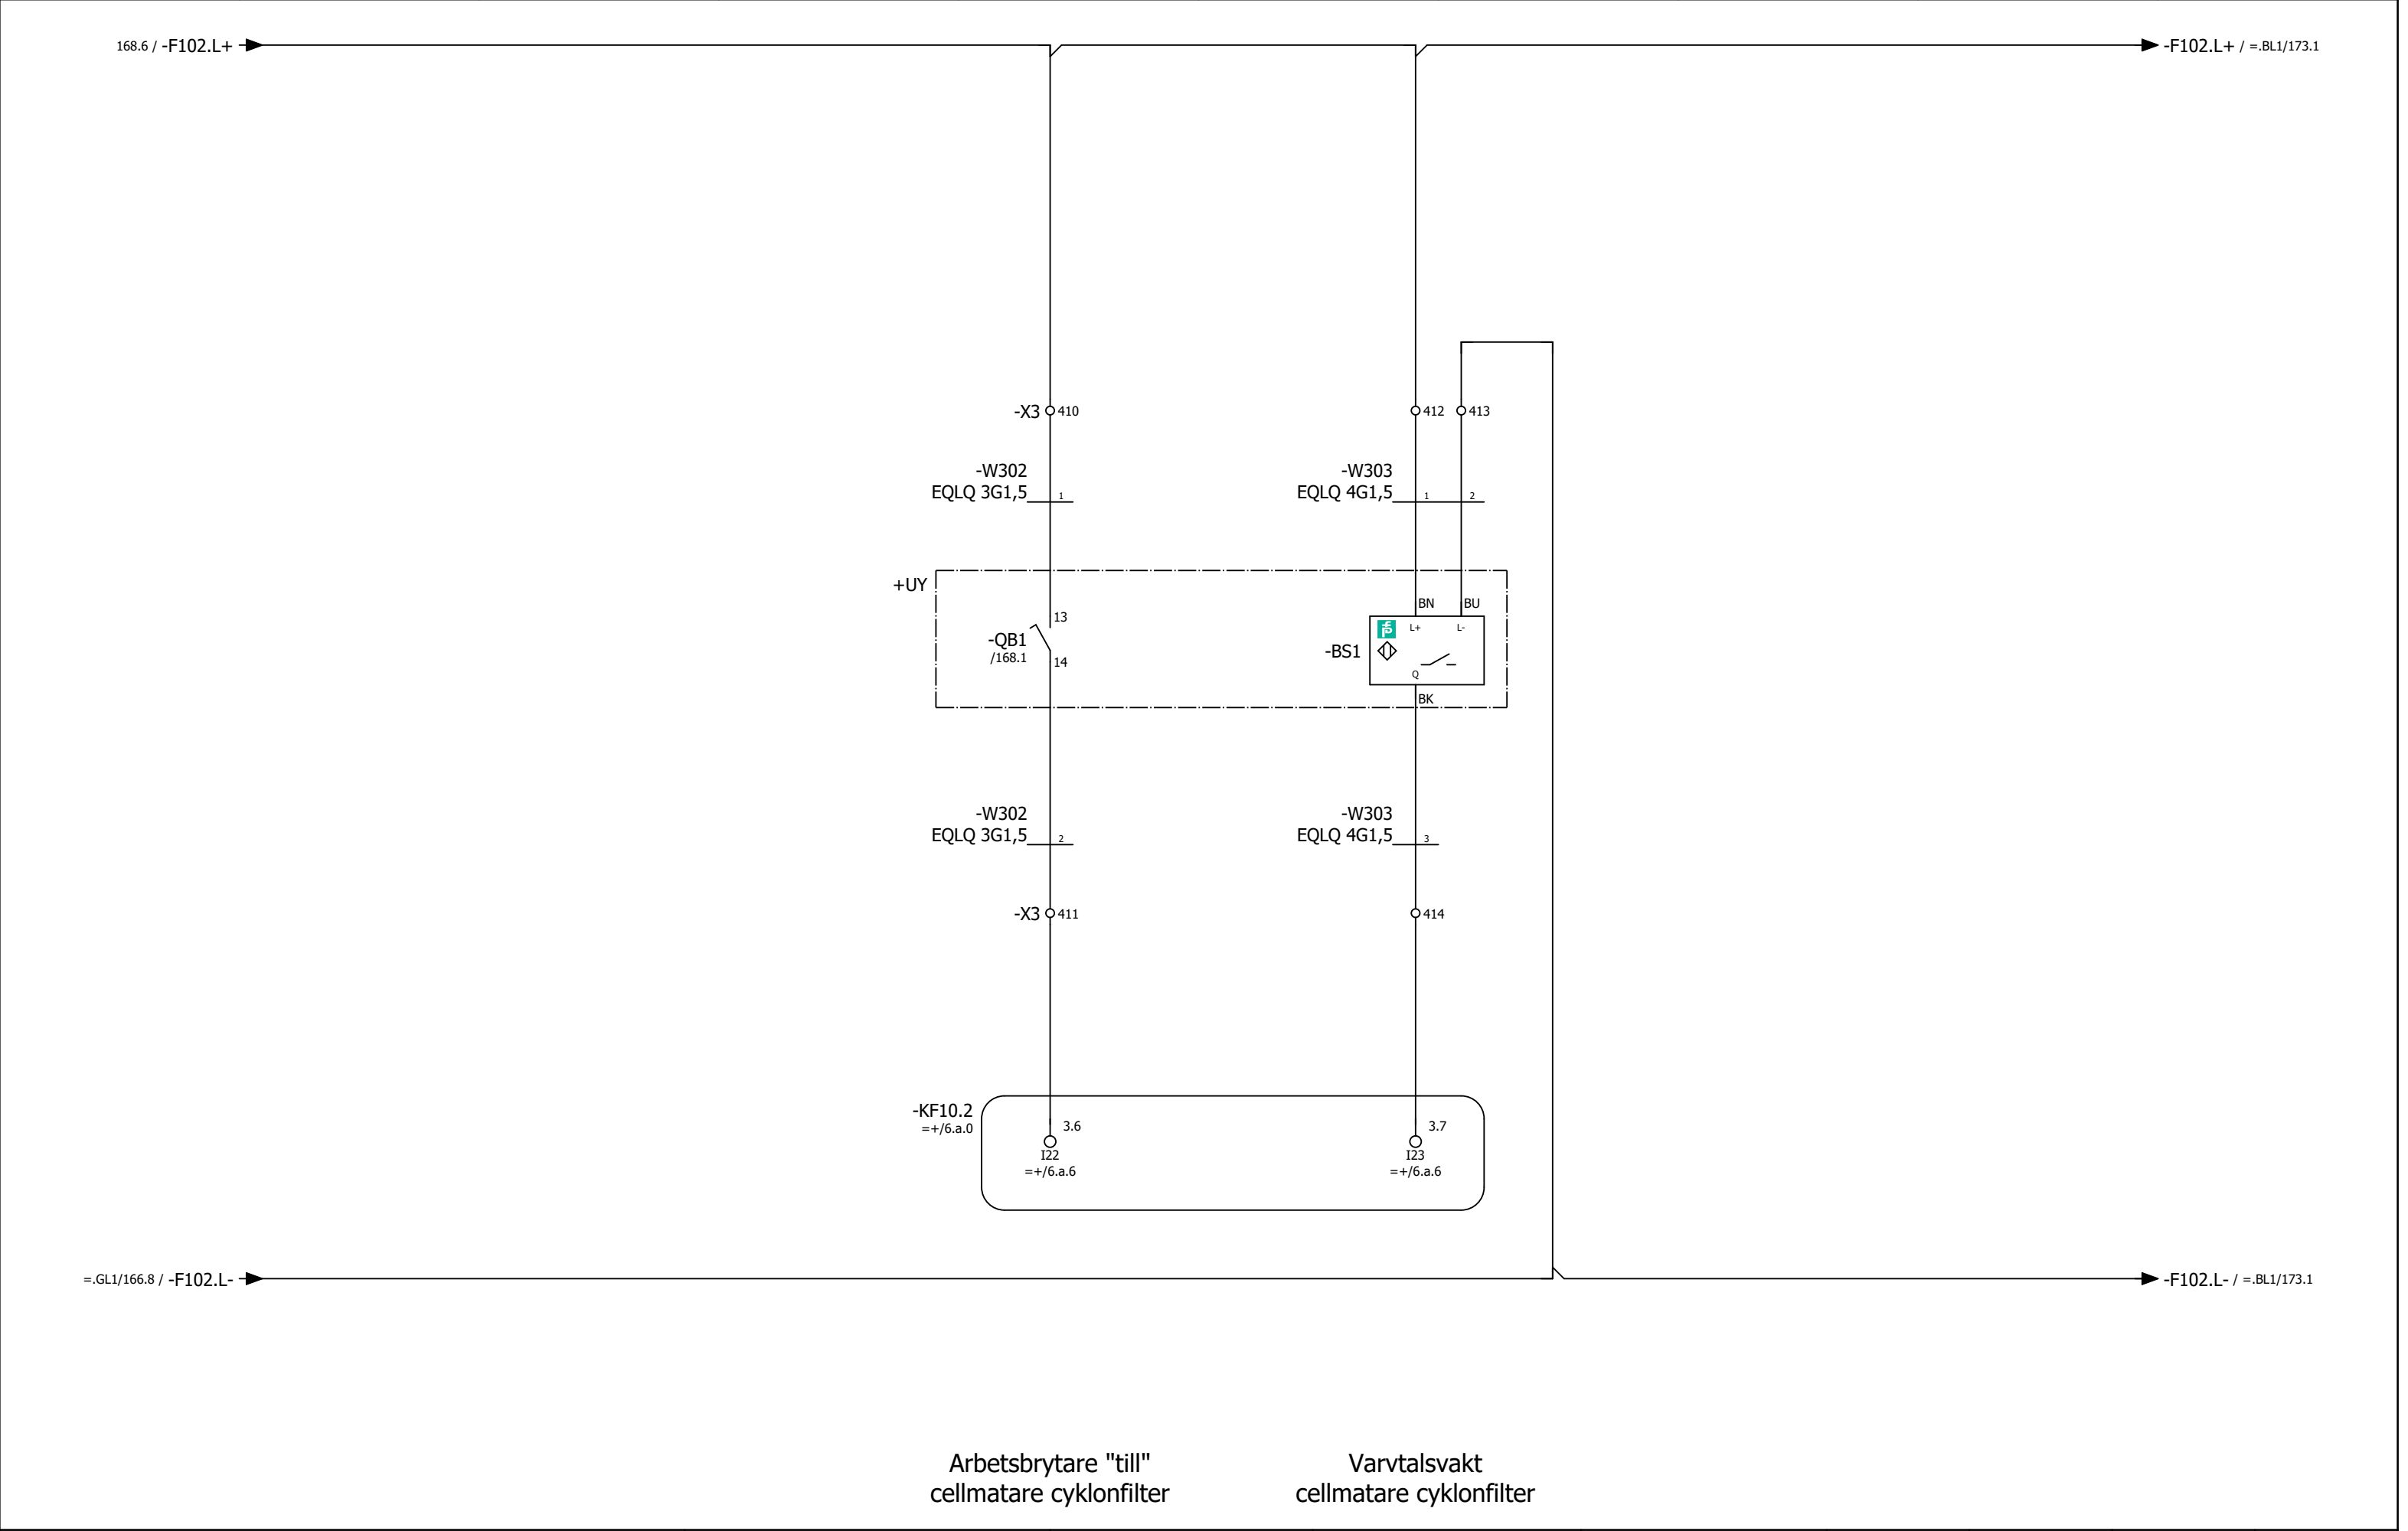 168.6 / -F102.L+
-F102.L+ / =.BL1/173.1
-X3 410
412 413
-W302
EQLQ 3G1,5 1
-W303
EQLQ 4G1,5 1 2
+UY
13
-QB1
/168.1
14
BN BU
L+ L-
-BS1
Q
BK
-W302
EQLQ 3G1,5 2
-W303
EQLQ 4G1,5 3
-X3 411
414
-KF10.2
=+/6.a.0
3.6
I22
=+/6.a.6
3.7
I23
=+/6.a.6
=.GL1/166.8 / -F102.L-
-F102.L- / =.BL1/173.1
Arbetsbrytare "till"
cellmatare cyklonfilter
Varvtalsvakt
cellmatare cyklonfilter